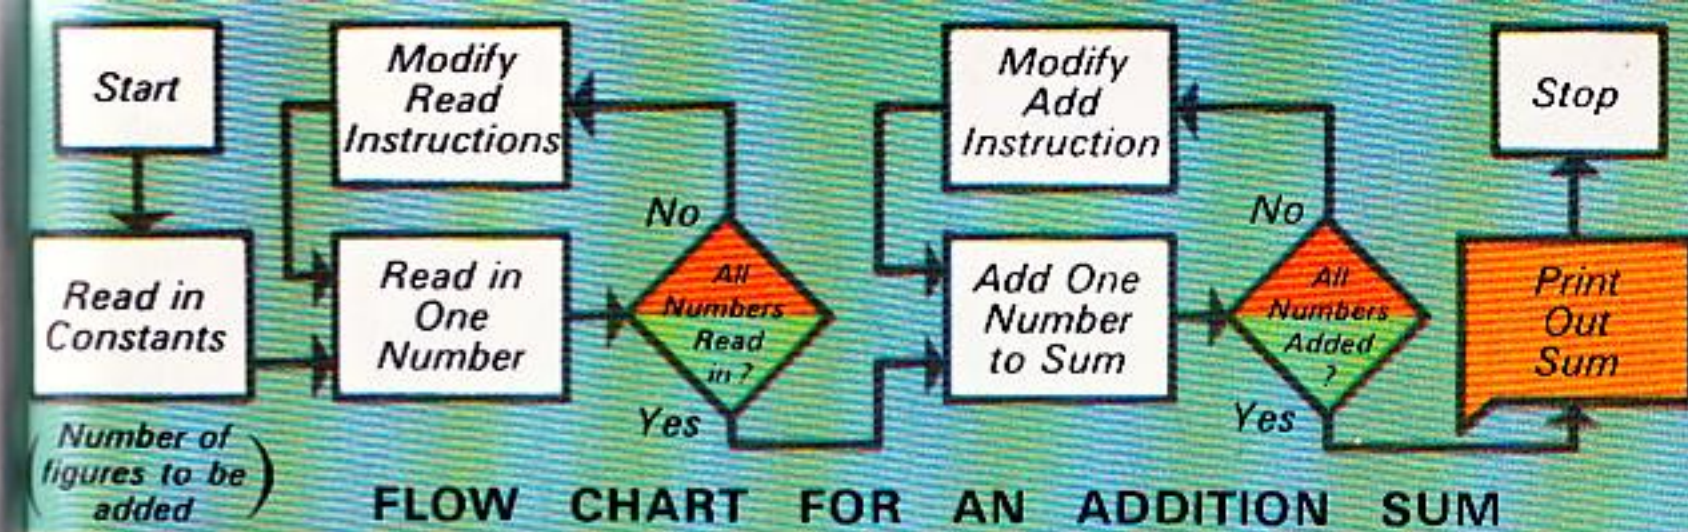 Start
Read in
Constants
(Number of
figures to be
added)
Modify
Read
Instructions
Read in
One
Number
No
All
Numbers
Read
in?
Yes
Modify
Add
Instruction
Add One
Number
to Sum
No
All
Numbers
Added
?
Yes
Stop
Print
Out
Sum
FLOW CHART FOR AN ADDITION SUM